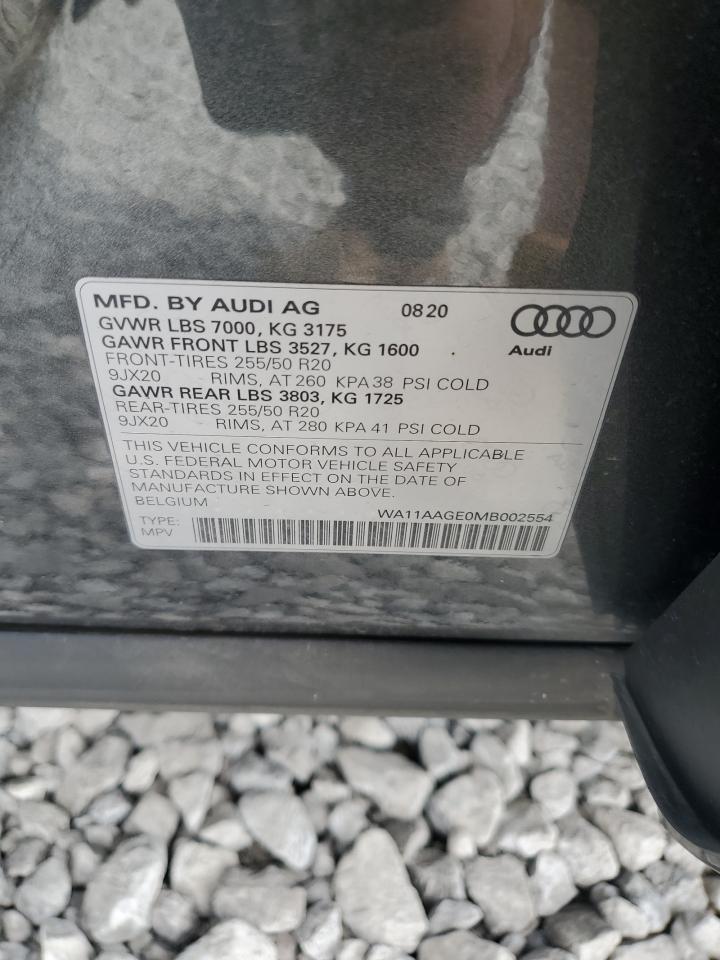 MFD. BY AUDI AG 0820
GVWR LBS 7000, KG 3175
GAWR FRONT LBS 3527, KG 1600
Audi
FRONT-TIRES 255/50 R20
9JX20 RIMS, AT 260 KPA 38 PSI COLD
GAWR REAR LBS 3803, KG 1725
REAR-TIRES 255/50 R20
9JX20 RIMS, AT 280 KPA 41 PSI COLD
THIS VEHICLE CONFORMS TO ALL APPLICABLE
U.S. FEDERAL MOTOR VEHICLE SAFETY
STANDARDS IN EFFECT ON THE DATE OF
MANUFACTURE SHOWN ABOVE.
BELGIUM
WA11AAGE0MB002554
TYPE:
MPV